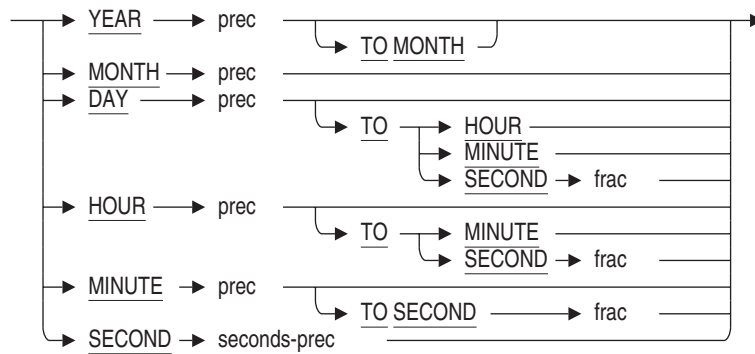 YEAR prec
TO MONTH
MONTH prec
DAY prec
TO HOUR
MINUTE
SECOND frac
HOUR prec
TO MINUTE
SECOND frac
MINUTE prec
TO SECOND frac
SECOND seconds-prec